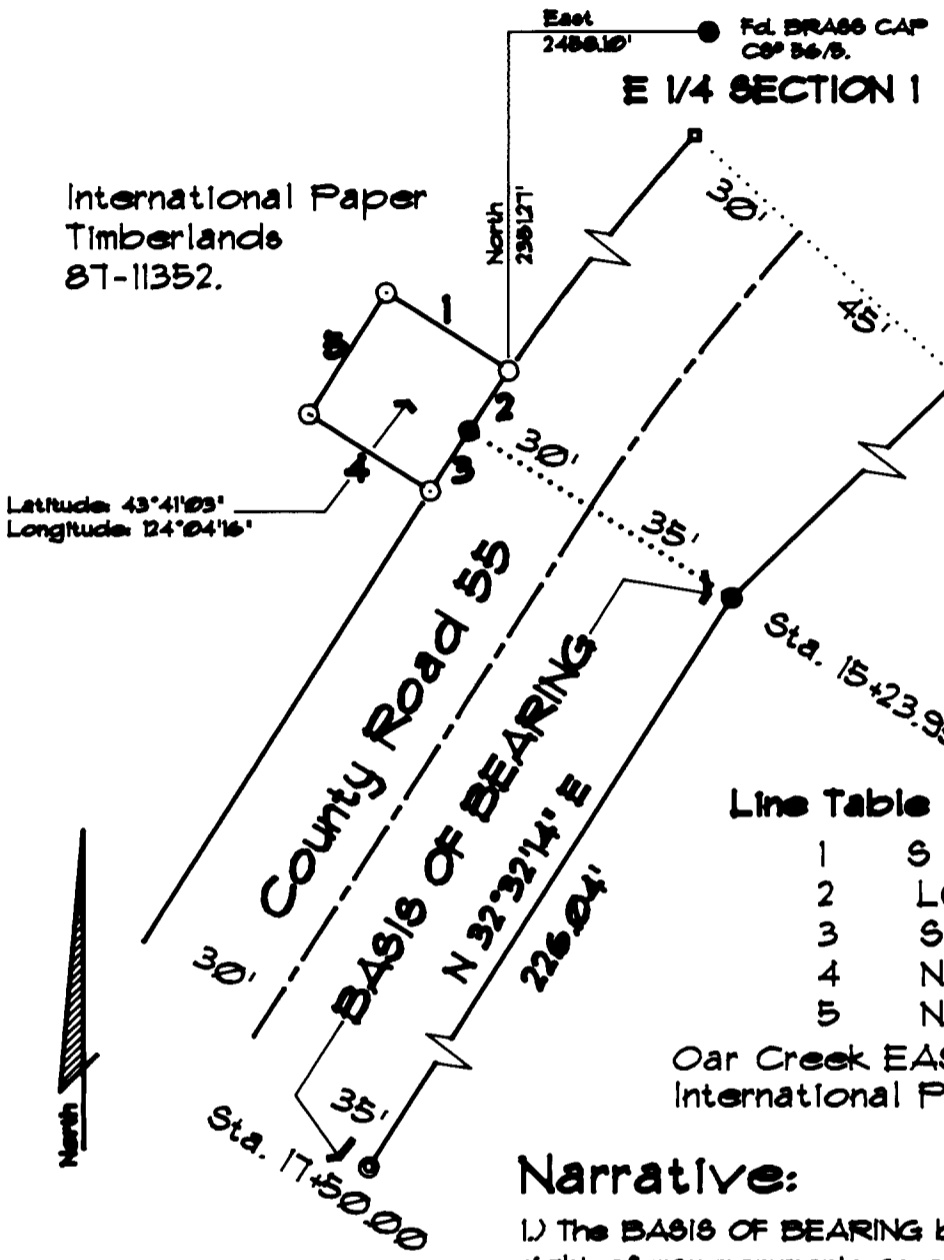 East
2458.10'
Fd. BRASS CAP
E 1/4 SECTION 1
International Paper
Timberlands
87-11352.
North
2381.27'
30'
45'
1
5
2
3
4
30'
35'
Latitude: 43°41'03"
Longitude: 124°04'16"
County Road 55
BASIS OF BEARING
N 32°32'14" E
226.04'
Sta. 15+23.9
30'
35'
Sta. 17+50.00
North
Line Table
1 S
2 L
3 S
4 N
5 N
Oar Creek EAS
International P
Narrative:
1.) The BASIS OF BEARING b